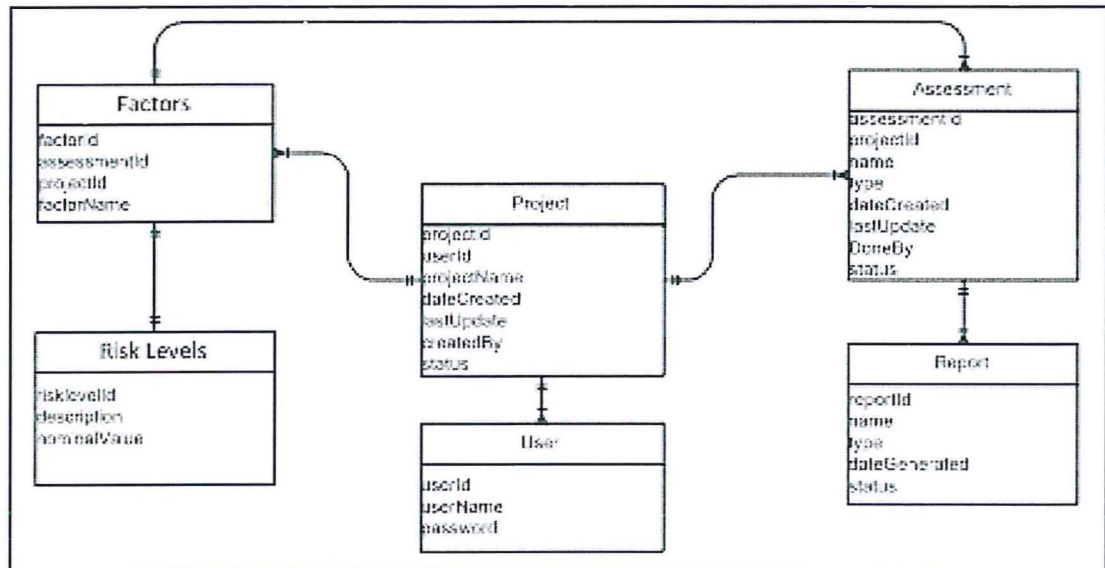 Factors
factorId
assessmentId
projectId
factorName
Risk Levels
risklevelId
description
nominalValue
Project
projectId
userId
projectName
dateCreated
lastUpdate
createdBy
status
User
userId
userName
password
Assessment
assessmentId
projectId
name
type
dateCreated
lastUpdate
DoneBy
status
Report
reportId
name
type
dateGenerated
status